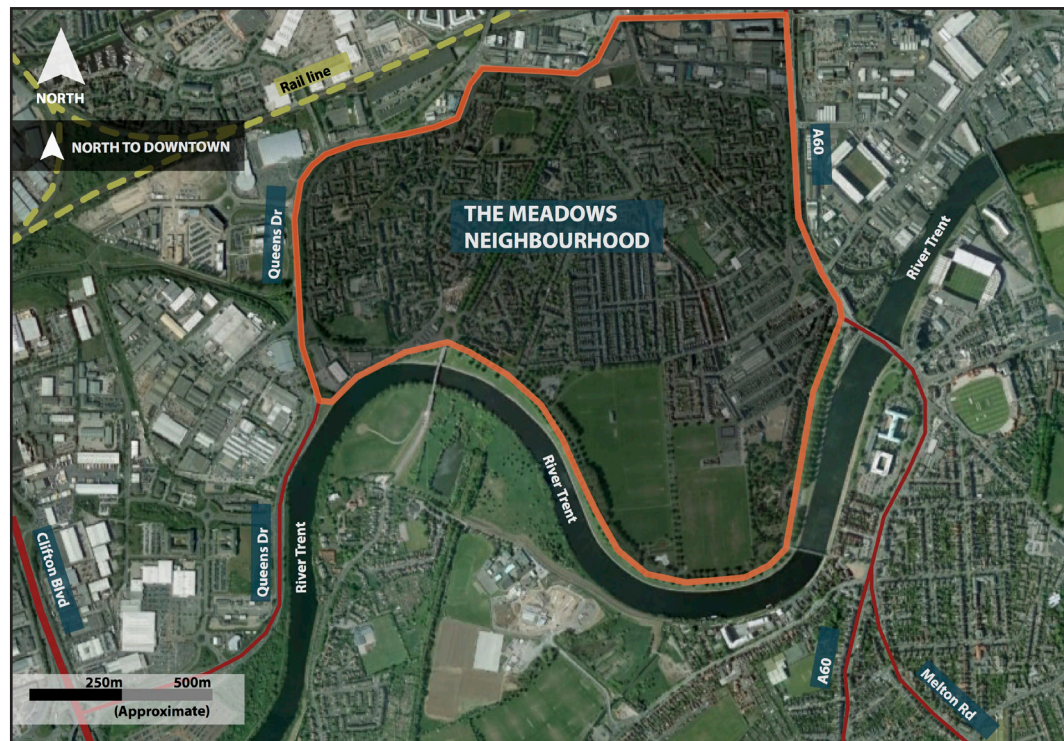 NORTH
Rail line
NORTH TO DOWNTOWN
A60
Queens Dr
THE MEADOWS
NEIGHBOURHOOD
River Trent
River Trent
Clifton Blvd
Queens Dr
River Trent
A60
Melton Rd
250m 500m
(Approximate)